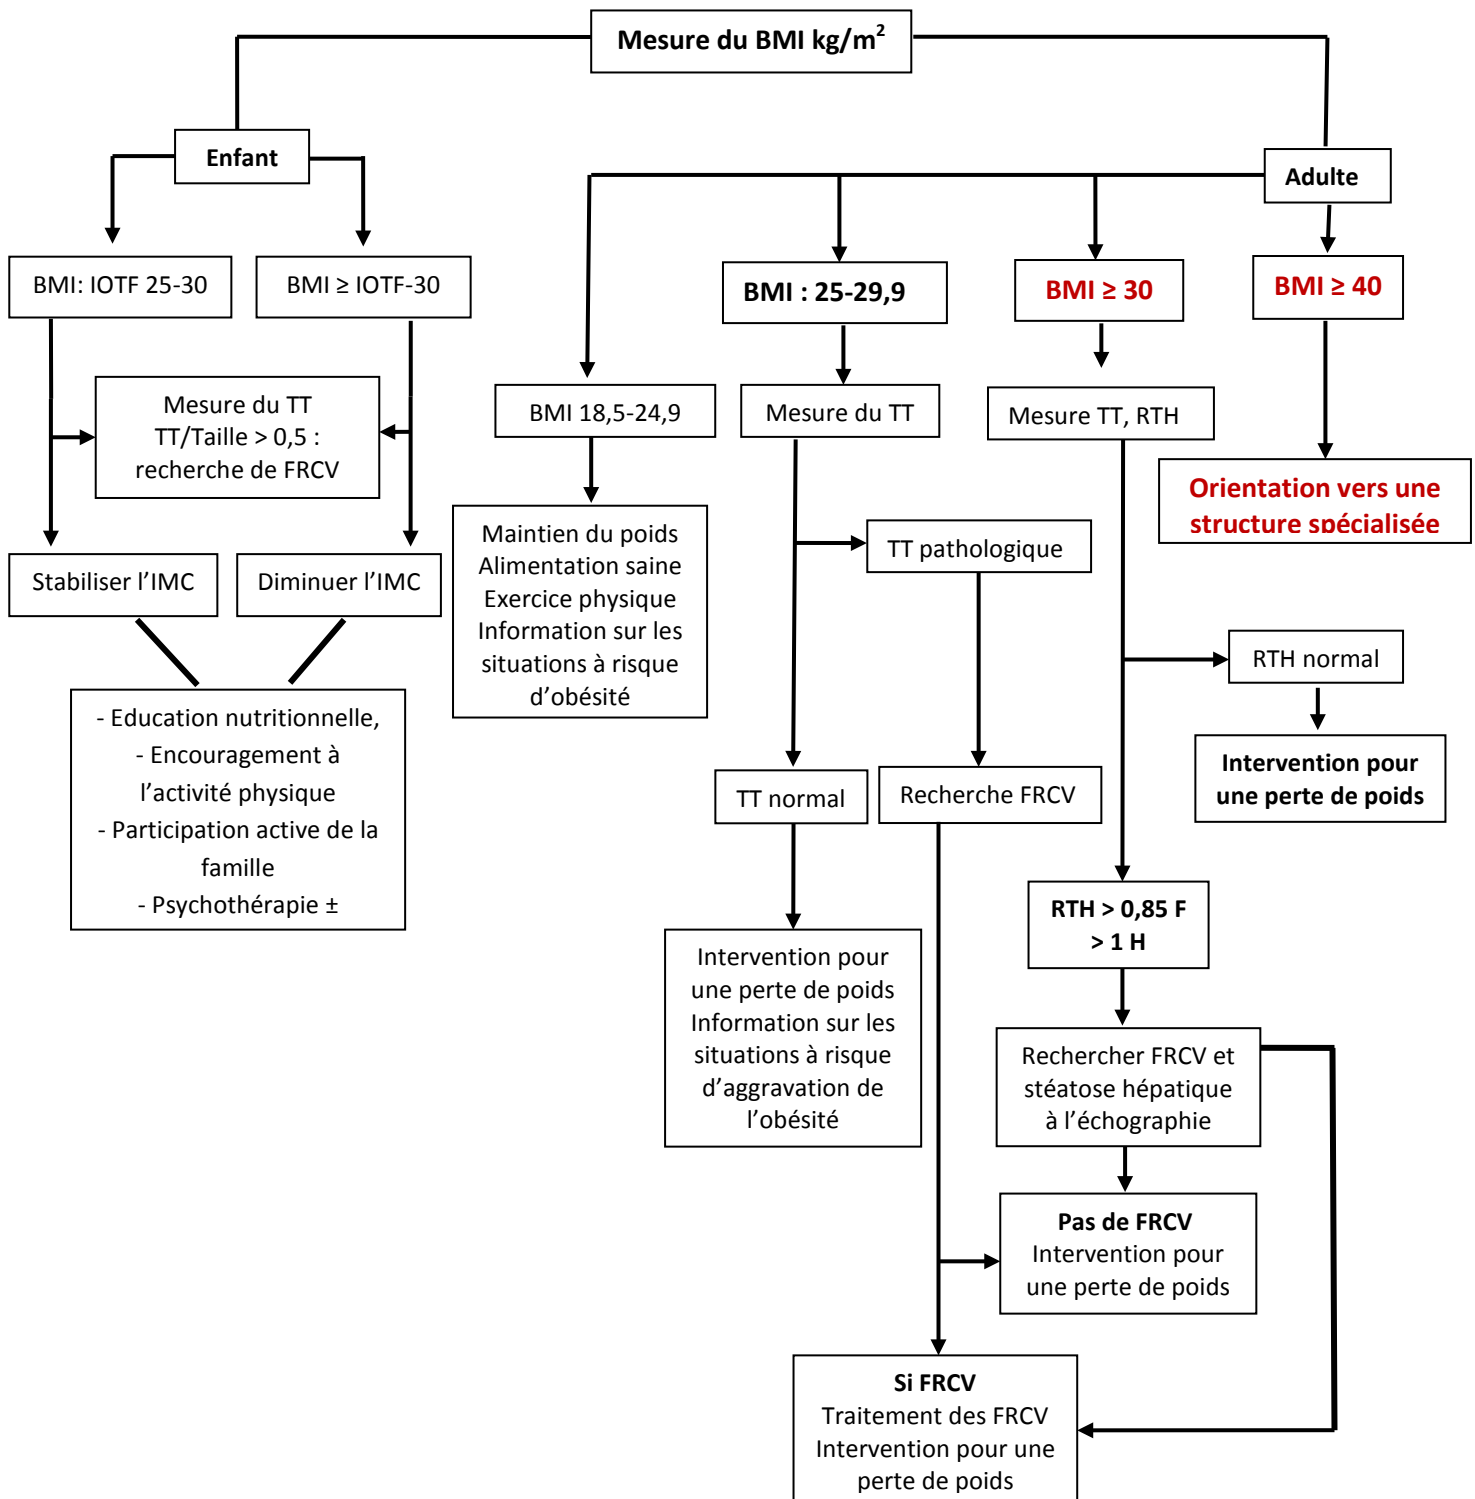 Mesure du BMI kg/m²
Enfant
Adulte
BMI: IOTF 25-30
BMI ≥ IOTF-30
BMI : 25-29,9
BMI ≥ 30
BMI ≥ 40
Mesure du TT
TT/Taille > 0,5 :
recherche de FRCV
BMI 18,5-24,9
Mesure du TT
Mesure TT, RTH
Orientation vers une
structure spécialisée
Maintien du poids
Alimentation saine
Exercice physique
Information sur les
situations à risque
d’obésité
TT pathologique
Stabiliser l’IMC
Diminuer l’IMC
RTH normal
- Education nutritionnelle,
- Encouragement à
l’activité physique
- Participation active de la
famille
- Psychothérapie ±
Intervention pour
une perte de poids
TT normal
Recherche FRCV
RTH > 0,85 F
> 1 H
Intervention pour
une perte de poids
Information sur les
situations à risque
d’aggravation de
l’obésité
Rechercher FRCV et
stéatose hépatique
à l’échographie
Pas de FRCV
Intervention pour
une perte de poids
Si FRCV
Traitement des FRCV
Intervention pour une
perte de poids